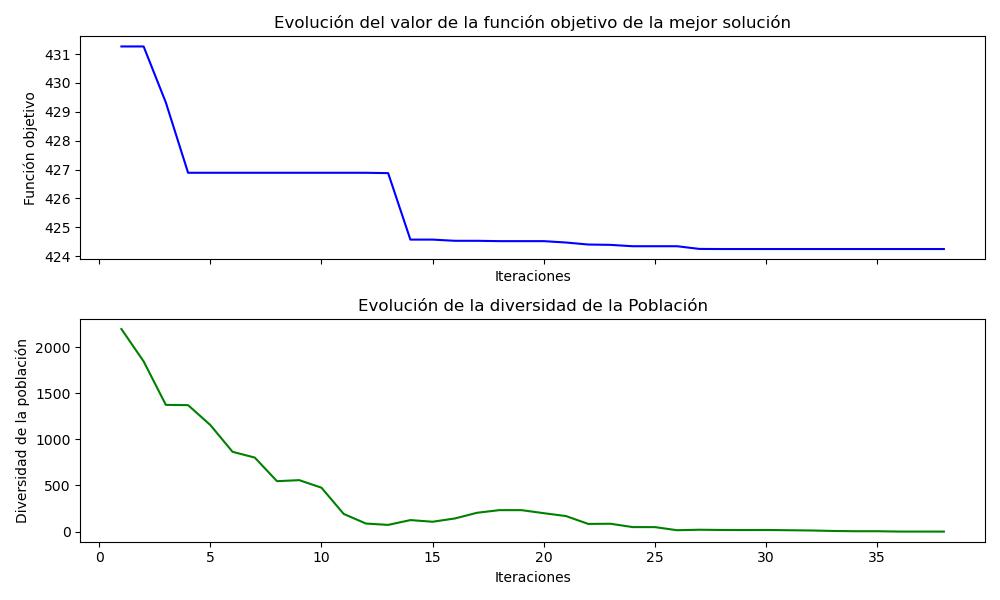 Evolución del valor de la función objetivo de la mejor solución
Función objetivo
431
430
429
428
427
426
425
424
Iteraciones
Evolución de la diversidad de la Población
Diversidad de la población
2000
1500
1000
500
0
0 5 10 15 20 25 30 35
Iteraciones